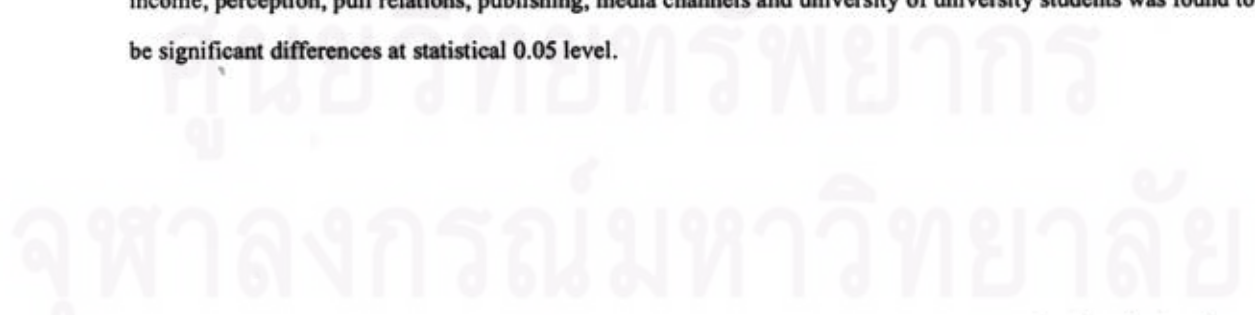 income, perception, pull relations, publishing, media channels and university of university students was found to
be significant differences at statistical 0.05 level.
ศูนย์วิทยทรัพยากร
จุฬาลงกรณ์มหาวิทยาลัย